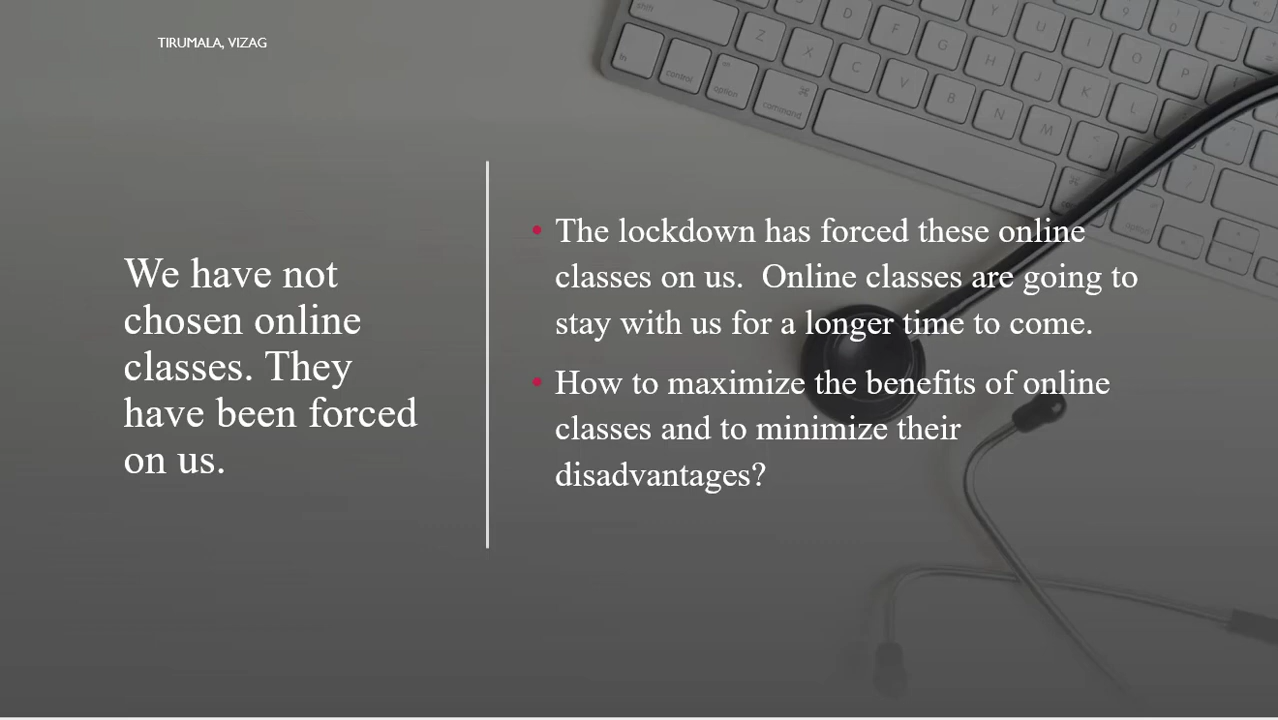 TIRUMALA, VIZAG
We have not
chosen online
classes. They
have been forced
on us.
• The lockdown has forced these online
classes on us.  Online classes are going to
stay with us for a longer time to come.
• How to maximize the benefits of online
classes and to minimize their
disadvantages?